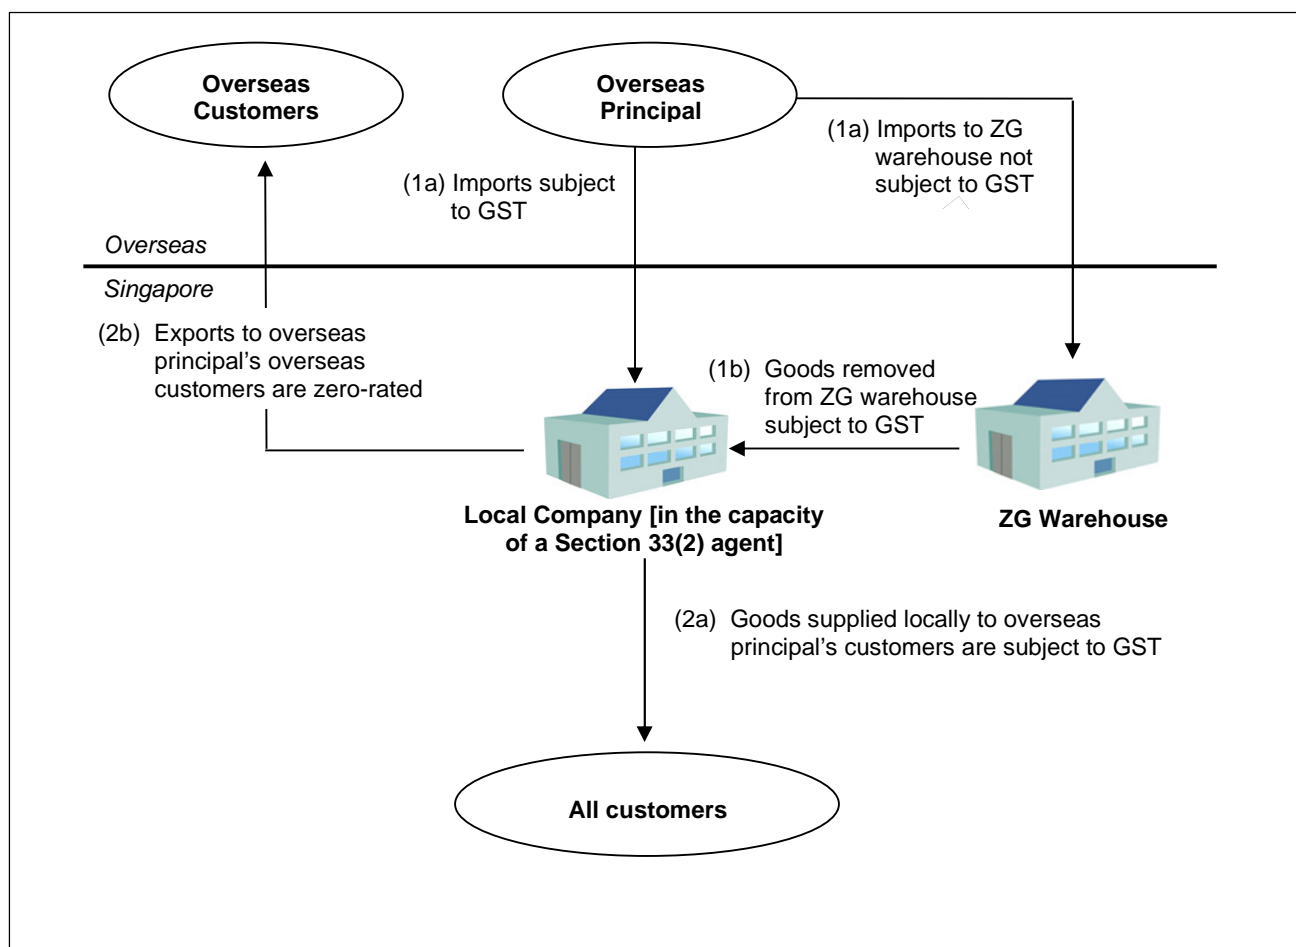 Overseas
Customers
Overseas
Principal
(1a) Imports to ZG
warehouse not
subject to GST
(1a) Imports subject
to GST
Overseas
Singapore
(2b) Exports to overseas
principal's overseas
customers are zero-rated
(1b) Goods removed
from ZG warehouse
subject to GST
Local Company [in the capacity
of a Section 33(2) agent]
ZG Warehouse
(2a) Goods supplied locally to overseas
principal's customers are subject to GST
All customers